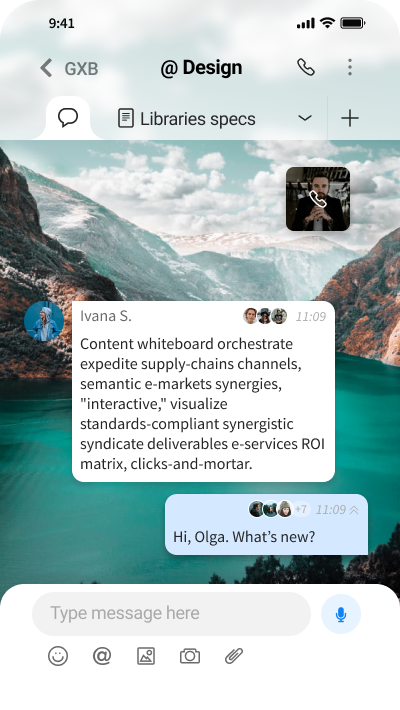 9:41
GXB
@ Design
Libraries specs
Ivana S.
11:09
Content whiteboard orchestrate
expedite supply-chains channels,
semantic e-markets synergies,
"interactive," visualize
standards-compliant synergistic
syndicate deliverables e-services ROI
matrix, clicks-and-mortar.
+7
11:09
Hi, Olga. What’s new?
Type message here